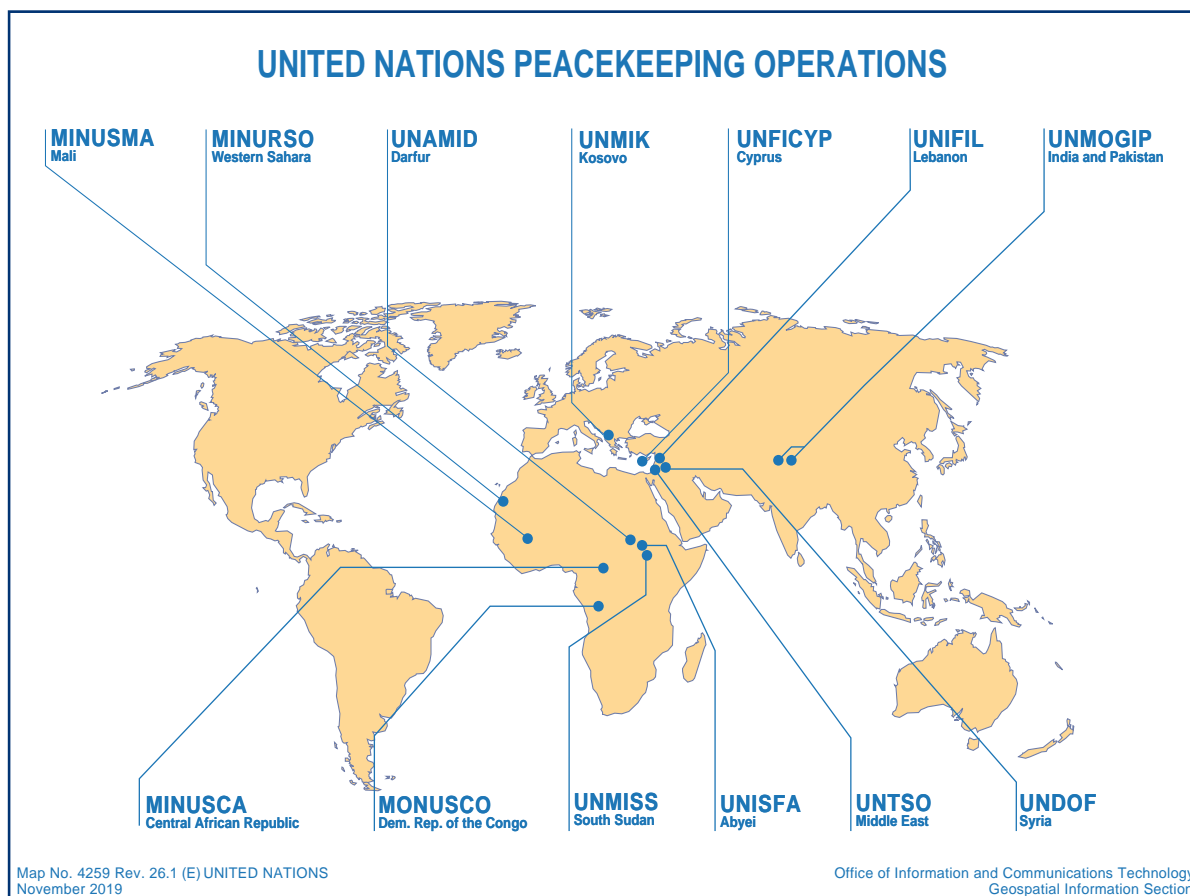 UNITED NATIONS PEACEKEEPING OPERATIONS
MINUSMA
Mali
MINURSO
Western Sahara
UNAMID
Darfur
UNMIK
Kosovo
UNFICYP
Cyprus
UNIFIL
Lebanon
UNMOGIP
India and Pakistan
MINUSCA
Central African Republic
MONUSCO
Dem. Rep. of the Congo
UNMISS
South Sudan
UNISFA
Abyei
UNTSO
Middle East
UNDOF
Syria
Map No. 4259 Rev. 26.1 (E) UNITED NATIONS
November 2019
Office of Information and Communications Technology
Geospatial Information Section